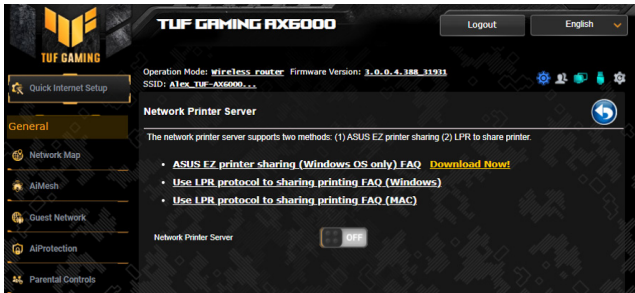 TUF GAMING AX6000
Logout
English
TUF GAMING
Operation Mode: Wireless router Firmware Version: 3.0.0.4.388_31931
SSID: Alex_TUF-AX6000...
Quick Internet Setup
General
Network Map
AiMesh
Guest Network
AiProtection
Parental Controls
Network Printer Server
The network printer server supports two methods: (1) ASUS EZ printer sharing (2) LPR to share printer.
ASUS EZ printer sharing (Windows OS only) FAQ Download Now!
Use LPR protocol to sharing printing FAQ (Windows)
Use LPR protocol to sharing printing FAQ (MAC)
Network Printer Server OFF